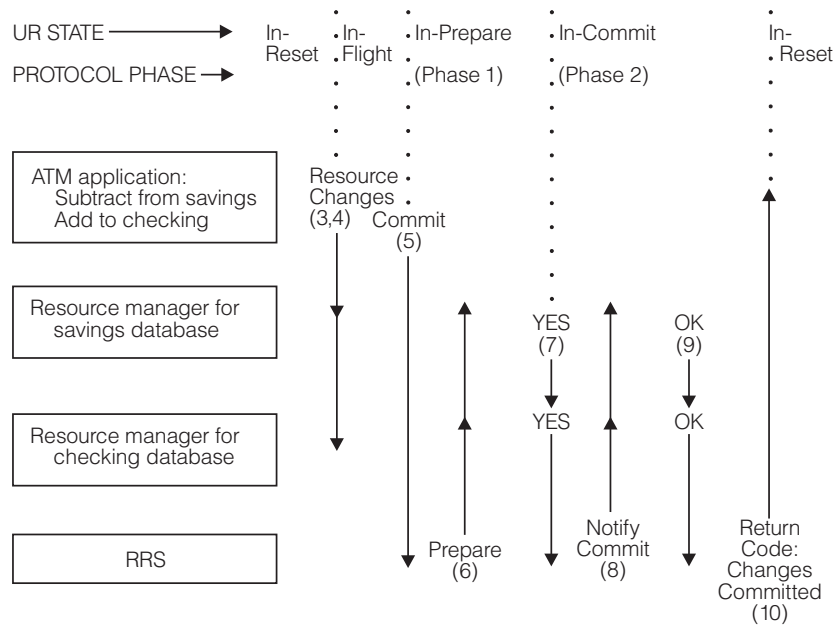 UR STATE
In-
Reset
In-
Flight
In-Prepare
In-Commit
In-
Reset
PROTOCOL PHASE
(Phase 1)
(Phase 2)
ATM application:
Subtract from savings
Add to checking
Resource
Changes
(3,4)
Commit
(5)
Resource manager for
savings database
YES
(7)
OK
(9)
Resource manager for
checking database
YES
OK
RRS
Prepare
(6)
Notify
Commit
(8)
Return
Code:
Changes
Committed
(10)